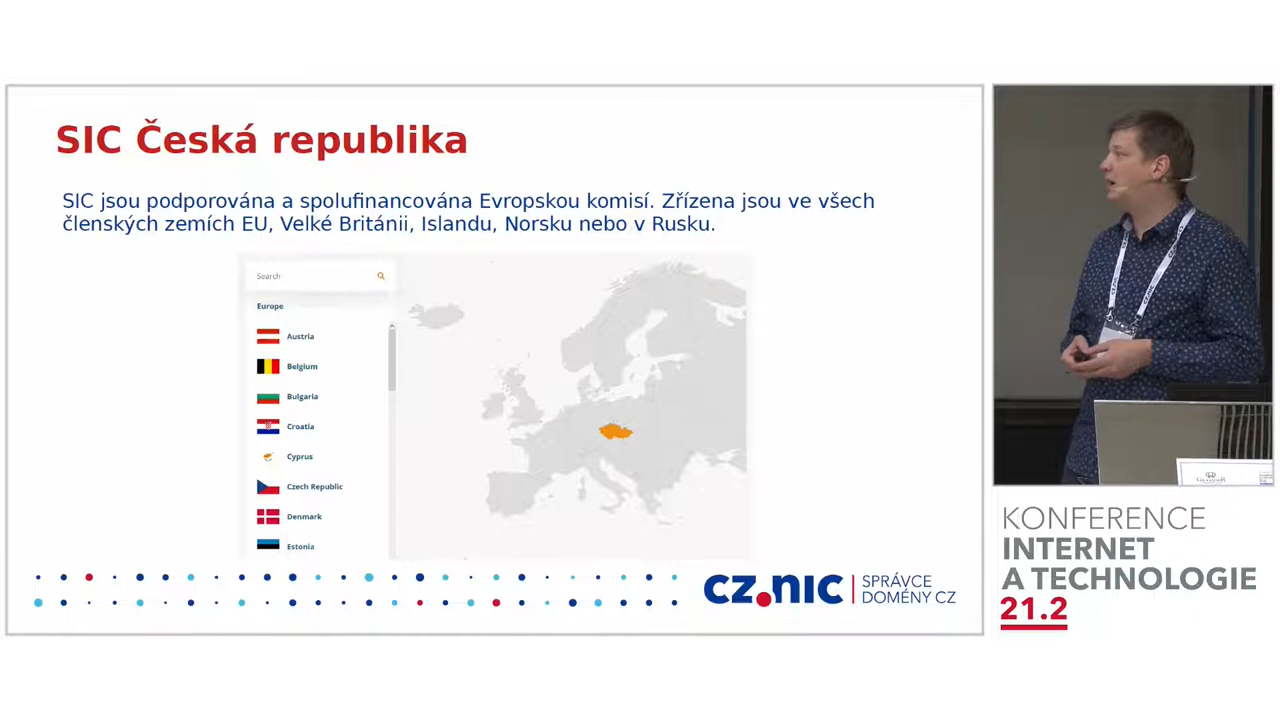 SIC Česká republika
SIC jsou podporována a spolufinancována Evropskou komisí. Zřízena jsou ve všech
členských zemích EU, Velké Británii, Islandu, Norsku nebo v Rusku.
Search
Europe
Austria
Belgium
Bulgaria
Croatia
Cyprus
Czech Republic
Denmark
Estonia
CZ.NIC
SPRÁVCE
DOMÉNY CZ
KONFERENCE
INTERNET
A TECHNOLOGIE
21.2